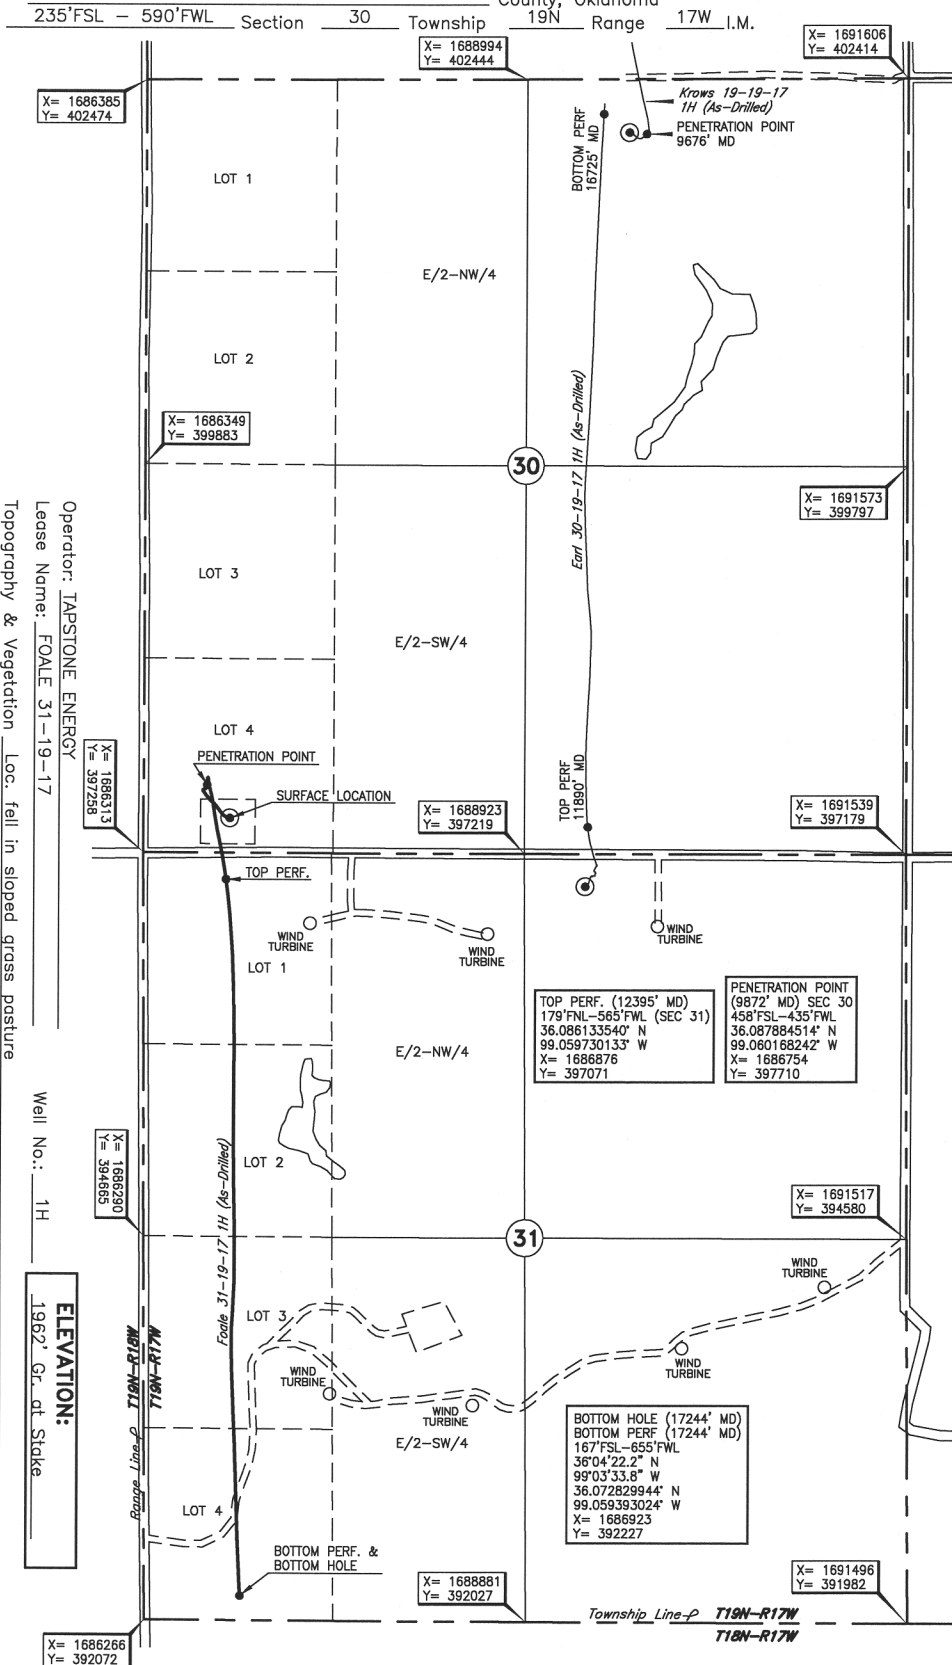 County, Oklahoma
235'FSL – 590'FWL Section 30 Township 19N Range 17W I.M.
X= 1688994
Y= 402444
X= 1691606
Y= 402414
X= 1686385
Y= 402474
Krows 19-19-17
1H (As-Drilled)
PENETRATION POINT
9676' MD
BOTTOM PERF
16725' MD
LOT 1
E/2-NW/4
LOT 2
X= 1686349
Y= 399883
Earl 30-19-17 1H (As-Drilled)
30
X= 1691573
Y= 399797
LOT 3
E/2-SW/4
LOT 4
PENETRATION POINT
SURFACE LOCATION
X= 1686313
Y= 397258
TOP PERF
11890' MD
X= 1688923
Y= 397219
X= 1691539
Y= 397179
TOP PERF.
WIND
TURBINE
WIND
TURBINE
WIND
TURBINE
LOT 1
TOP PERF. (12395' MD)
179'FNL-565'FWL (SEC 31)
36.086133540° N
99.059730133° W
X= 1686876
Y= 397071
PENETRATION POINT
(9872' MD) SEC 30
458'FSL-435'FWL
36.087884514° N
99.060168242° W
X= 1686754
Y= 397710
E/2-NW/4
LOT 2
Foale 31-19-17 1H (As-Drilled)
X= 1686290
Y= 394665
X= 1691517
Y= 394580
31
WIND
TURBINE
LOT 3
WIND
TURBINE
WIND
TURBINE
WIND
TURBINE
E/2-SW/4
BOTTOM HOLE (17244' MD)
BOTTOM PERF (17244' MD)
167'FSL-655'FWL
36°04'22.2" N
99°03'33.8" W
36.072829944° N
99.059393024° W
X= 1686923
Y= 392227
LOT 4
BOTTOM PERF. &
BOTTOM HOLE
X= 1688881
Y= 392027
X= 1691496
Y= 391982
Township Line T19N-R17W
T18N-R17W
X= 1686266
Y= 392072
Range Line T19N-R18W
T19N-R17W
Operator: TAPSTONE ENERGY
Lease Name: FOALE 31-19-17 Well No.: 1H
Topography & Vegetation Loc. fell in sloped grass pasture
ELEVATION:
1962' Gr. at Stake